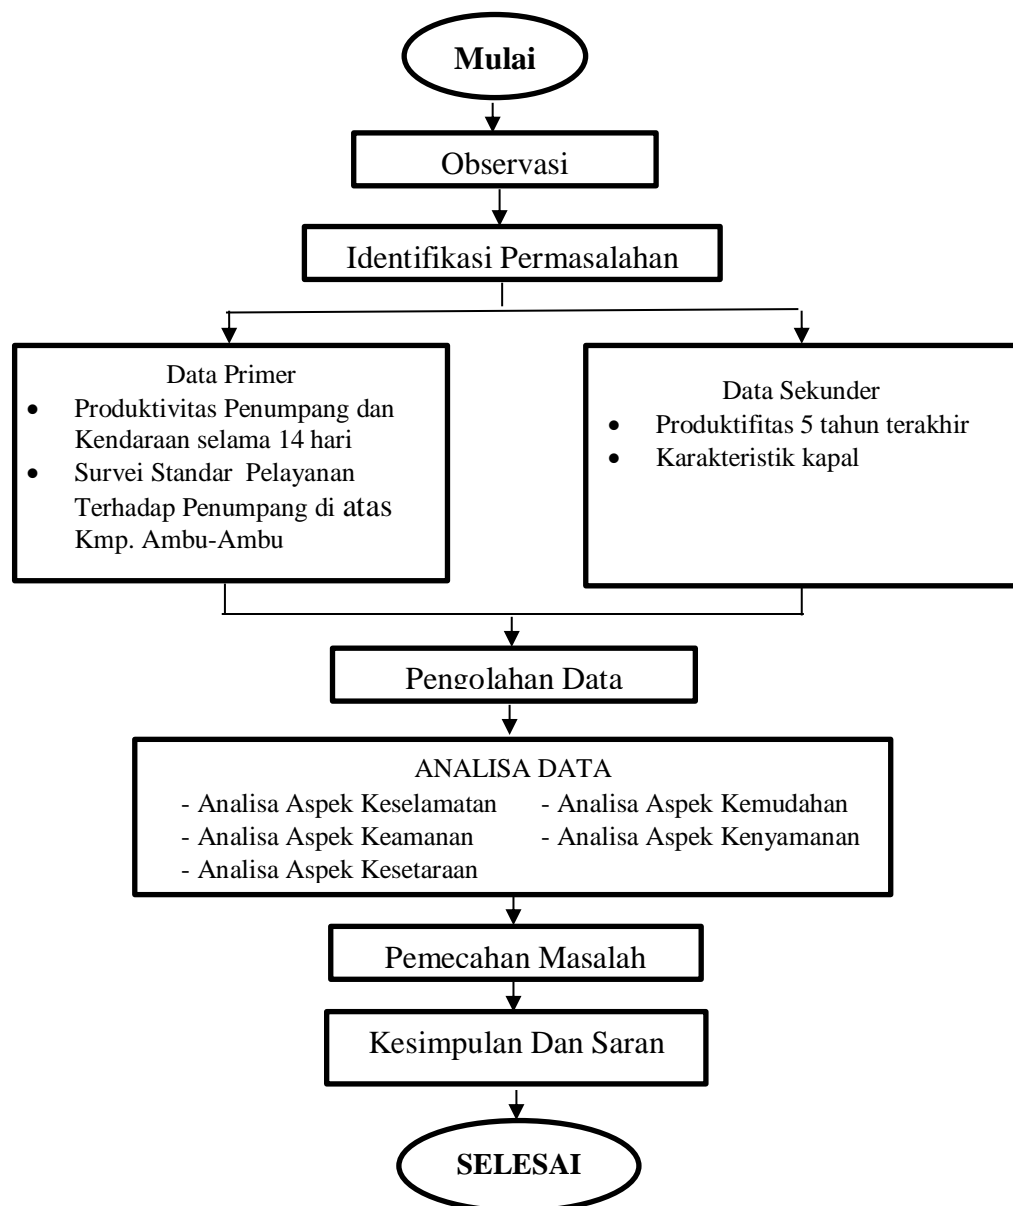 Mulai
Observasi
Identifikasi Permasalahan
Data Primer
• Produktivitas Penumpang dan
Kendaraan selama 14 hari
• Survei Standar Pelayanan
Terhadap Penumpang di atas
Kmp. Ambu-Ambu
Data Sekunder
• Produktifitas 5 tahun terakhir
• Karakteristik kapal
Pengolahan Data
ANALISA DATA
- Analisa Aspek Keselamatan
- Analisa Aspek Keamanan
- Analisa Aspek Kesetaraan
- Analisa Aspek Kemudahan
- Analisa Aspek Kenyamanan
Pemecahan Masalah
Kesimpulan Dan Saran
SELESAI